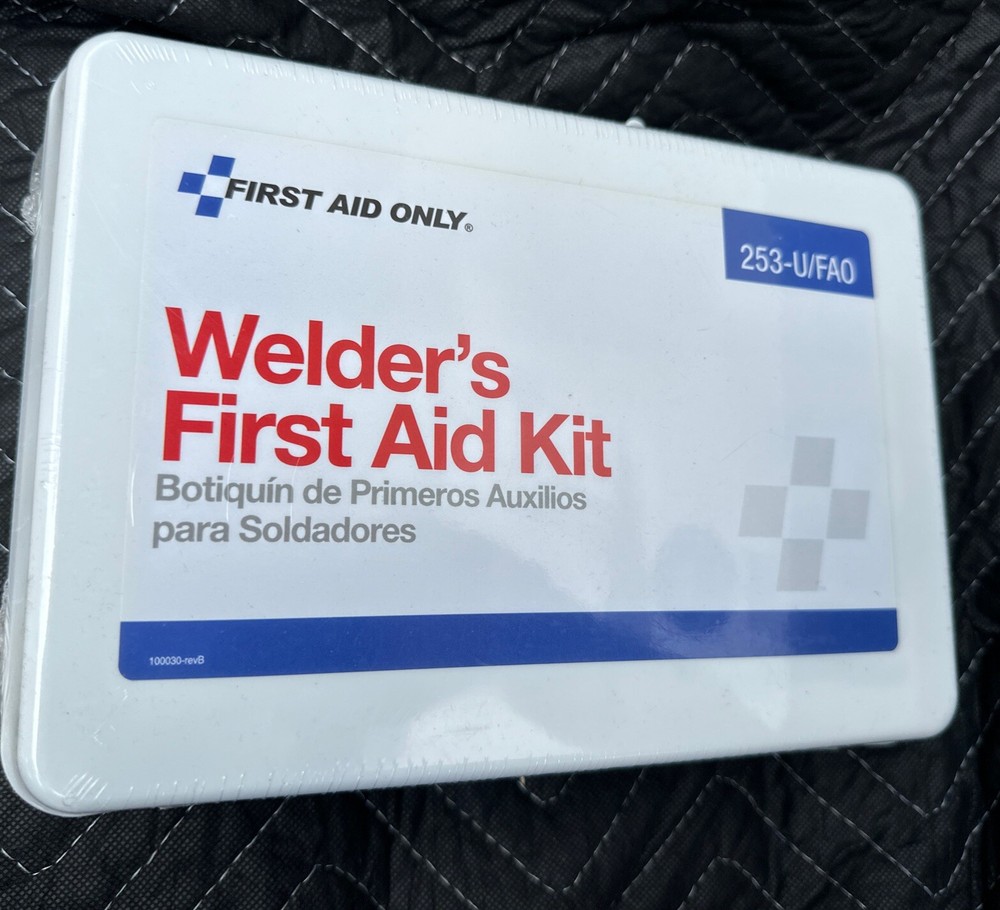 FIRST AID ONLY®
253-U/FAO
Welder's
First Aid Kit
Botiquín de Primeros Auxilios
para Soldadores
100030-revB